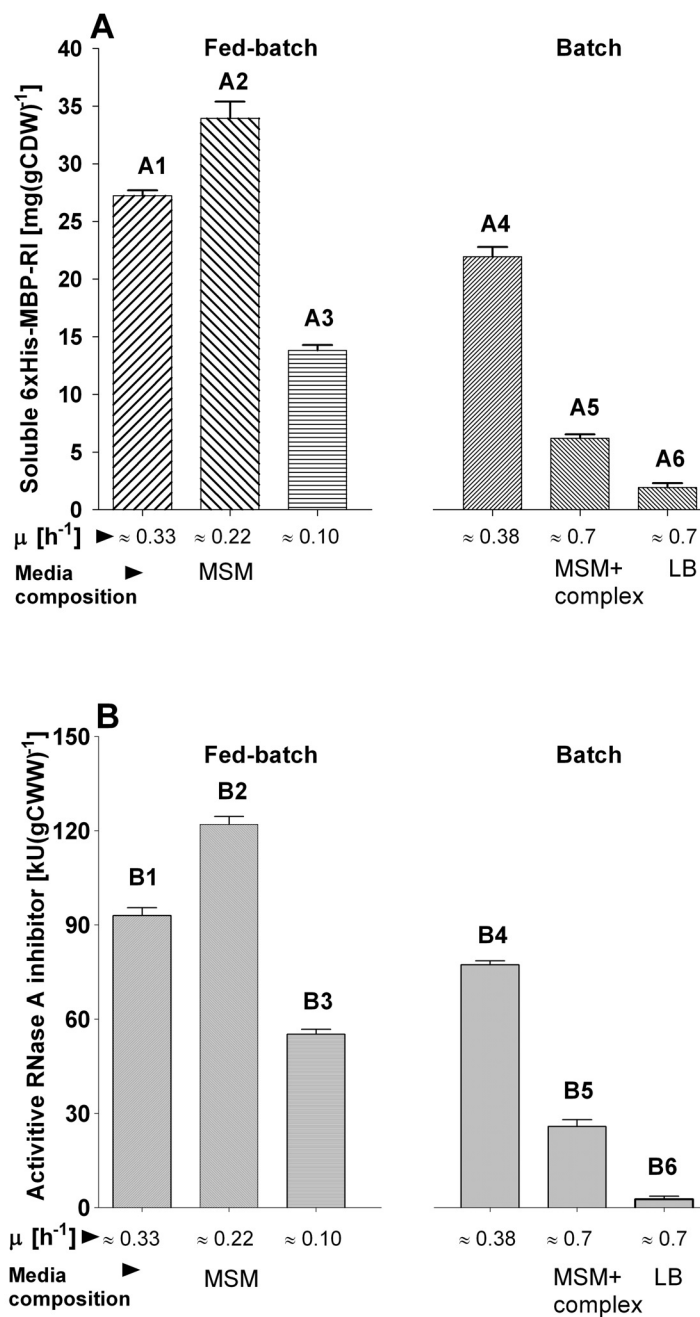 A
Fed-batch
Batch
Soluble 6xHis-MBP-RI [mg(gCDW)-1]
40
35
30
25
20
15
10
5
0
A1
A2
A3
A4
A5
A6
μ [h-1] ► ≈ 0.33 ≈ 0.22 ≈ 0.10 ≈ 0.38 ≈ 0.7 ≈ 0.7
Media ► MSM MSM+ LB
composition complex
B
Fed-batch
Batch
Activitive RNase A inhibitor [kU(gCWW)-1]
150
120
90
60
30
0
B1
B2
B3
B4
B5
B6
μ [h-1] ► ≈ 0.33 ≈ 0.22 ≈ 0.10 ≈ 0.38 ≈ 0.7 ≈ 0.7
Media ► MSM MSM+ LB
composition complex